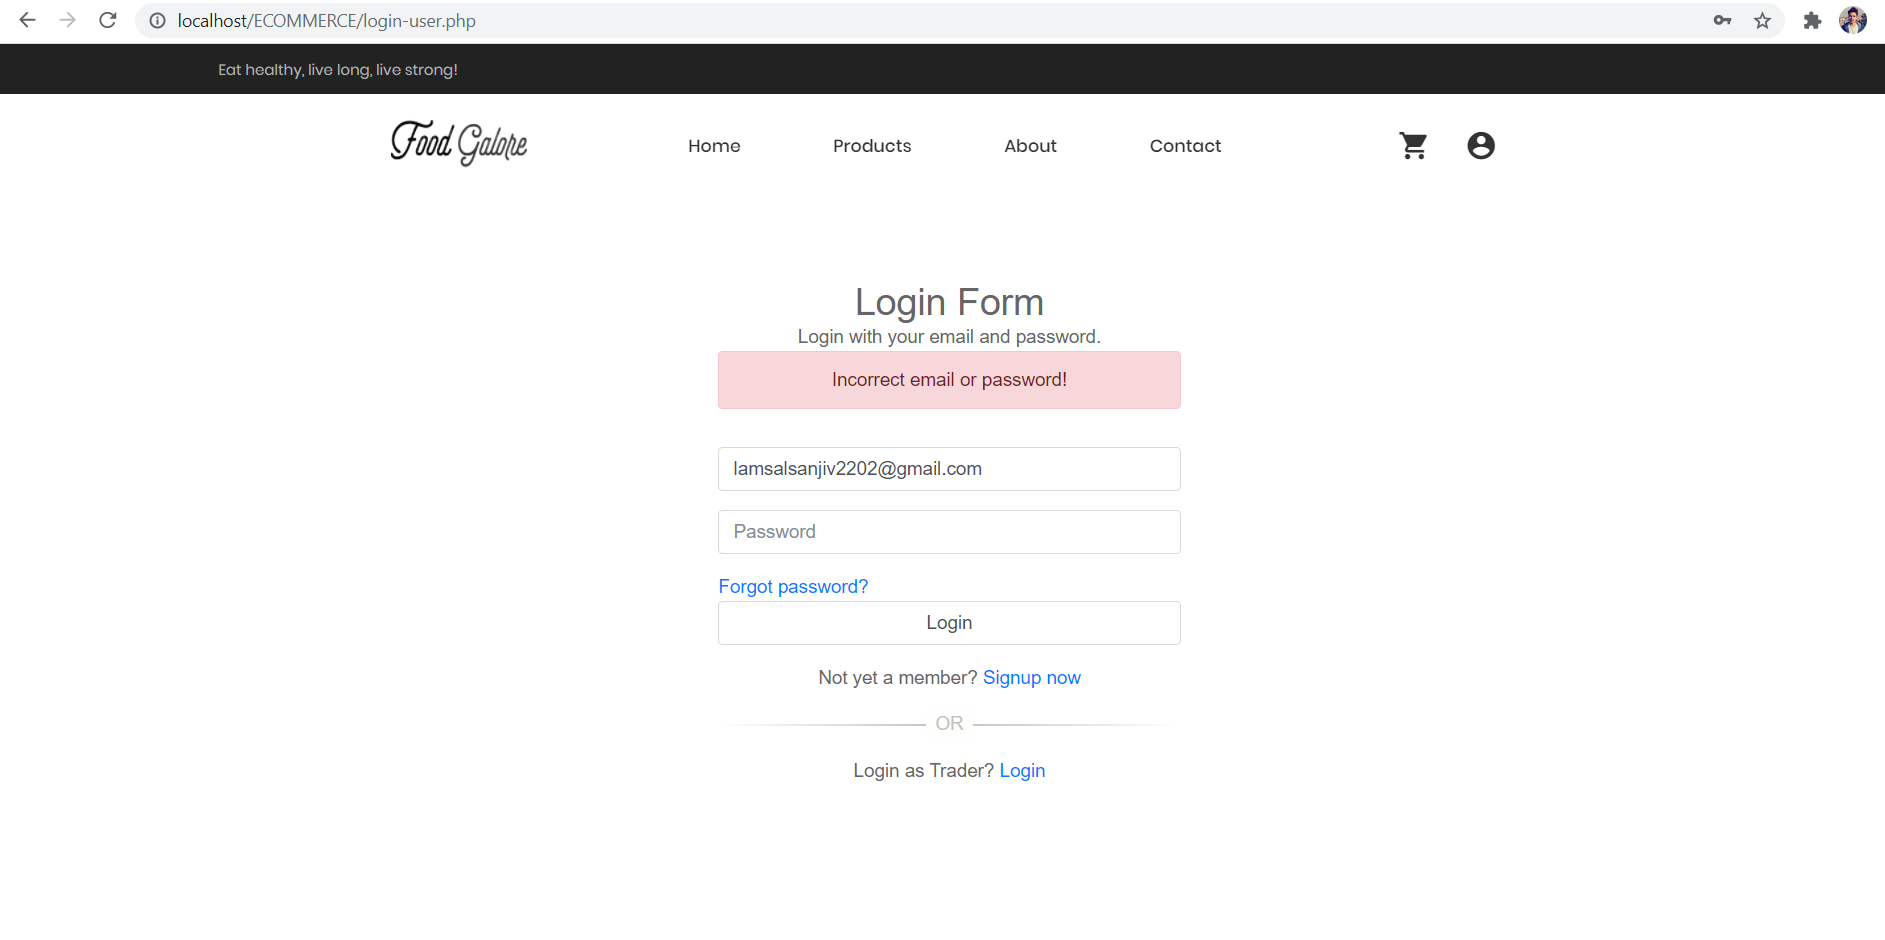 localhost/ECOMMERCE/login-user.php
Eat healthy, live long, live strong!
Food Galore Home Products About Contact
Login Form
Login with your email and password.
Incorrect email or password!
lamsalsanjiv2202@gmail.com
Password
Forgot password?
Login
Not yet a member? Signup now
OR
Login as Trader? Login